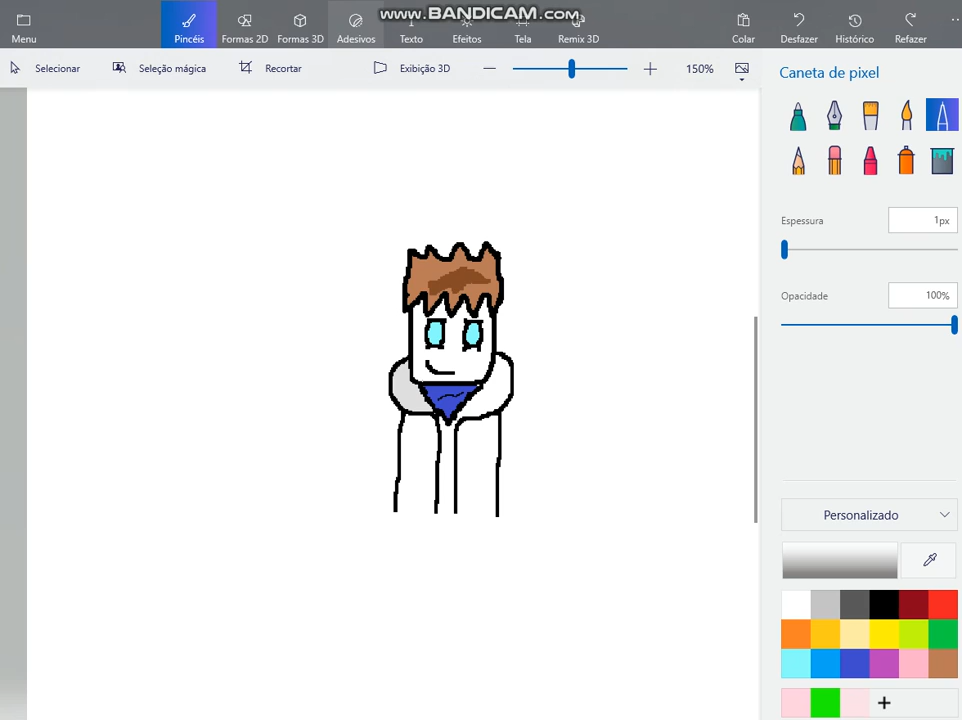 www.BANDICAM.com
Menu
Pincéis
Formas 2D
Formas 3D
Adesivos
Texto
Efeitos
Tela
Remix 3D
Colar
Desfazer
Histórico
Refazer
Selecionar
Seleção mágica
Recortar
Exibição 3D
150%
Caneta de pixel
Espessura
1px
Opacidade
100%
Personalizado